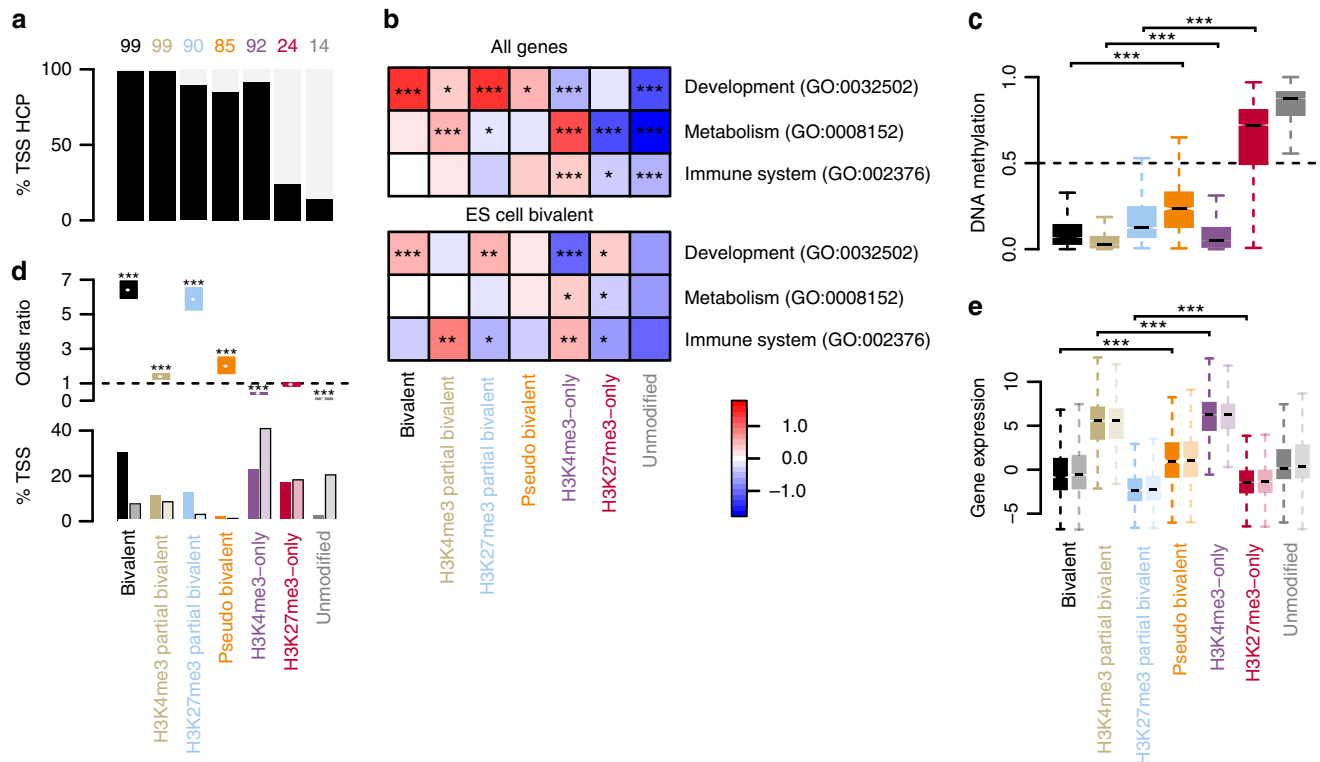 a
99 99 90 85 92 24 14
100
50
0
% TSS HCP
b
All genes
*** * *** * *** ***
Development (GO:0032502)
*** * *** *** ***
Metabolism (GO:0008152)
*** * ***
Immune system (GO:002376)
ES cell bivalent
*** ** *** *
Development (GO:0032502)
* *
Metabolism (GO:0008152)
** * ** *
Immune system (GO:002376)
Bivalent
H3K4me3 partial bivalent
H3K27me3 partial bivalent
Pseudo bivalent
H3K4me3−only
H3K27me3−only
Unmodified
1.0
0.0
−1.0
c
***
***
***
1.0
0.5
0.0
DNA methylation
d
7
5
3
1
Odds ratio
*** *** *** *** *** ***
40
20
0
% TSS
Bivalent
H3K4me3 partial bivalent
H3K27me3 partial bivalent
Pseudo bivalent
H3K4me3−only
H3K27me3−only
Unmodified
e
***
***
***
10
5
0
−5
Gene expression
Bivalent
H3K4me3 partial bivalent
H3K27me3 partial bivalent
Pseudo bivalent
H3K4me3−only
H3K27me3−only
Unmodified